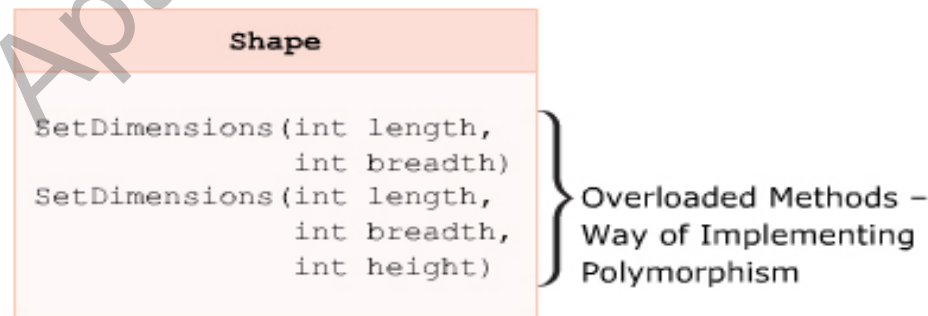 Shape
SetDimensions(int length,
int breadth)
SetDimensions(int length,
int breadth,
int height)
Overloaded Methods –
Way of Implementing
Polymorphism